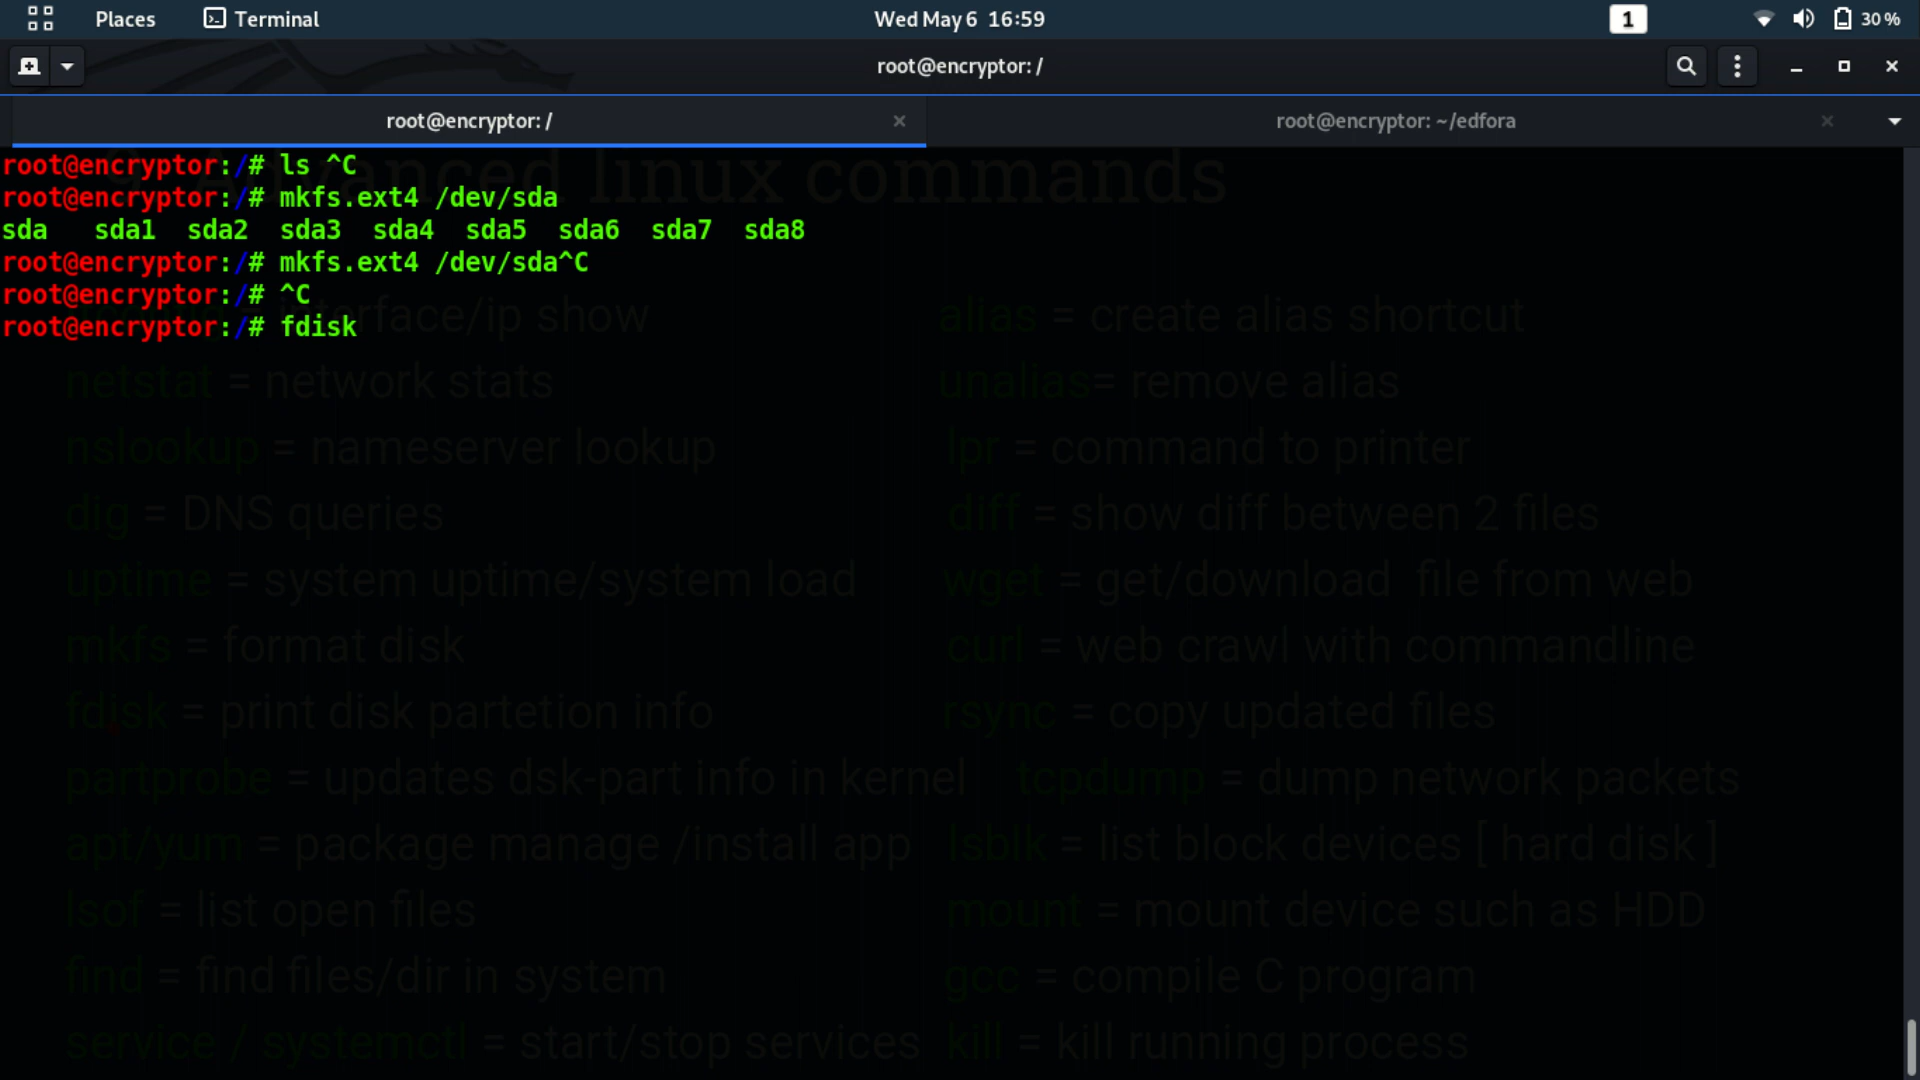 Places Terminal Wed May 6 16:59 1 30 %
root@encryptor: /
root@encryptor: / root@encryptor: ~/edfora
root@encryptor:/# ls ^C
root@encryptor:/# mkfs.ext4 /dev/sda
sda sda1 sda2 sda3 sda4 sda5 sda6 sda7 sda8
root@encryptor:/# mkfs.ext4 /dev/sda^C
root@encryptor:/# ^C
root@encryptor:/# fdisk
Advanced linux commands
interface/ip show alias = create alias shortcut
netstat = network stats unalias= remove alias
nslookup = nameserver lookup lpr = command to printer
dig = DNS queries diff = show diff between 2 files
uptime = system uptime/system load wget = get/download file from web
mkfs = format disk curl = web crawl with commandline
fdisk = print disk partetion info rsync = copy updated files
partprobe = updates dsk-part info in kernel tcpdump = dump network packets
apt/yum = package manage /install app lsblk = list block devices [ hard disk ]
lsof = list open files mount = mount device such as HDD
find = find files/dir in system gcc = compile C program
service / systemctl = start/stop services kill = kill running process